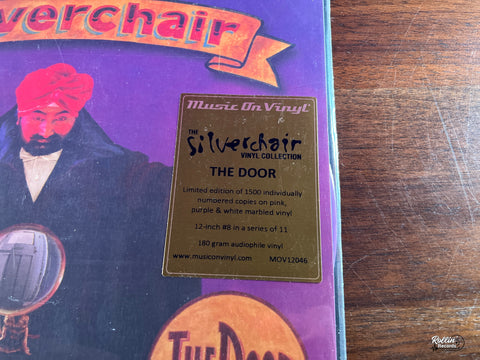 verchair
Music On Vinyl
THE
silverchair
VINYL COLLECTION
THE DOOR
Limited edition of 1500 individually
numbered copies on pink,
purple & white marbled vinyl
12-inch #8 in a series of 11
180 gram audiophile vinyl
www.musiconvinyl.com MOV12046
THE DOOR
Rollin'
Records